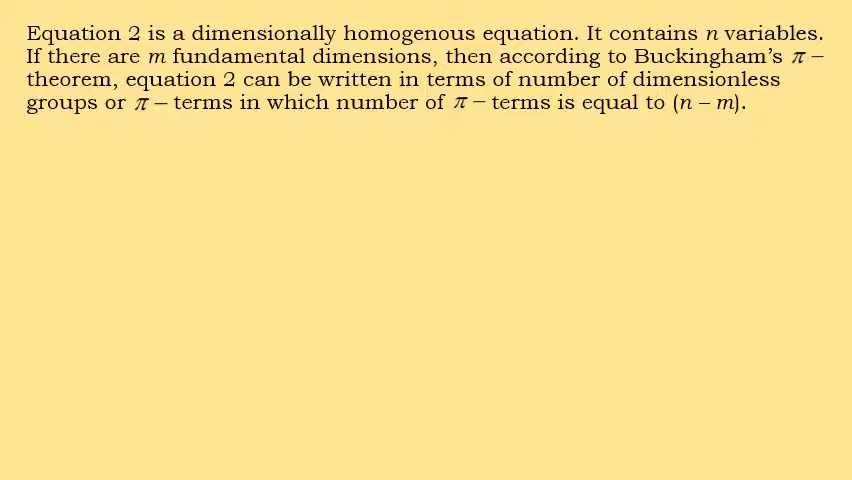 Equation 2 is a dimensionally homogenous equation. It contains n variables.
If there are m fundamental dimensions, then according to Buckingham's π –
theorem, equation 2 can be written in terms of number of dimensionless
groups or π – terms in which number of π – terms is equal to (n – m).